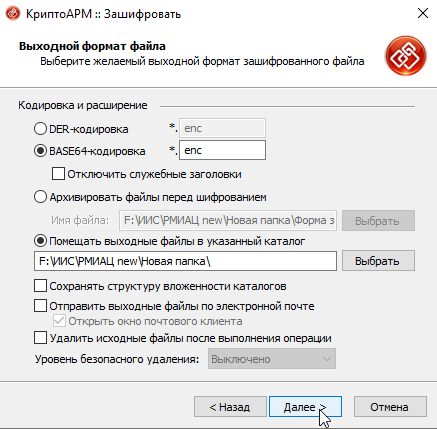 КриптоАРМ :: Зашифровать
Выходной формат файла
Выберите желаемый выходной формат зашифрованного файла
Кодировка и расширение
DER-кодировка *. enc
BASE64-кодировка *. enc
Отключить служебные заголовки
Архивировать файлы перед шифрованием
Имя файла: F:\ИИС\РМИАЦ new\Новая папка\Форма з Выбрать
Помещать выходные файлы в указанный каталог
F:\ИИС\РМИАЦ new\Новая папка\ Выбрать
Сохранять структуру вложенности каталогов
Отправить выходные файлы по электронной почте
Открыть окно почтового клиента
Удалить исходные файлы после выполнения операции
Уровень безопасного удаления: Выключено
< Назад Далее > Отмена